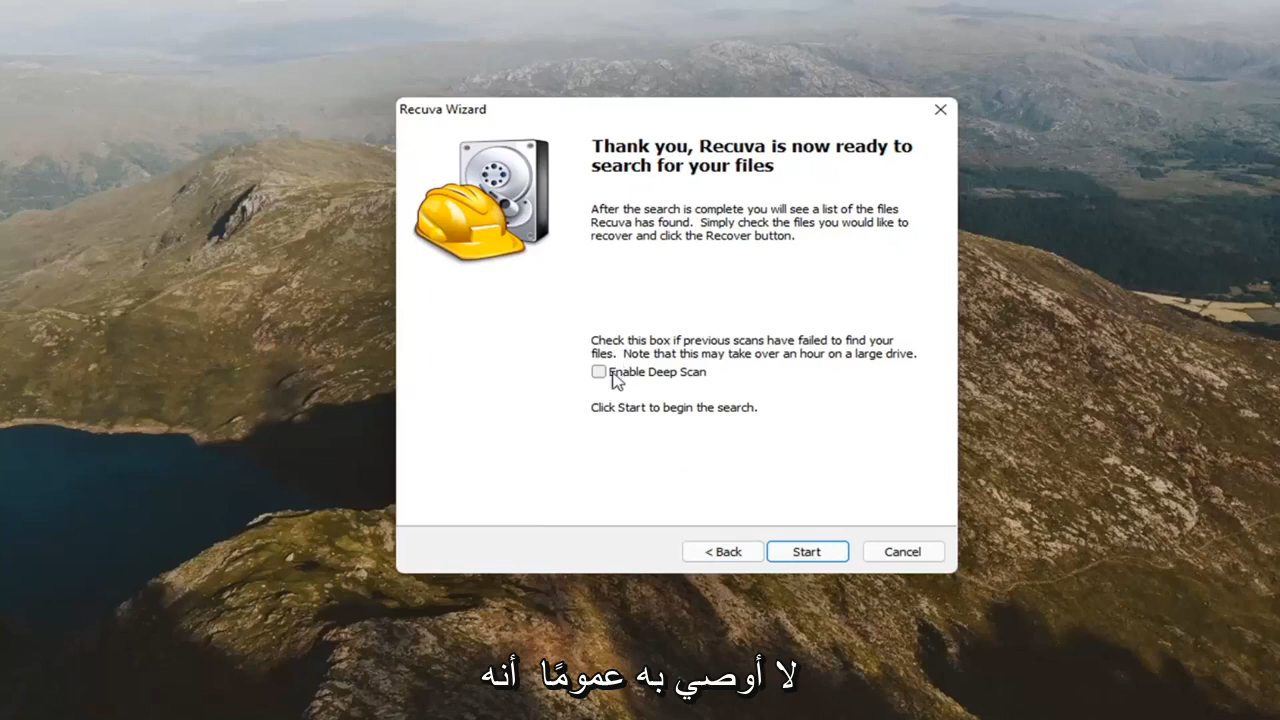 Recuva Wizard
Thank you, Recuva is now ready to
search for your files
After the search is complete you will see a list of the files
Recuva has found. Simply check the files you would like to
recover and click the Recover button.
Check this box if previous scans have failed to find your
files. Note that this may take over an hour on a large drive.
Enable Deep Scan
Click Start to begin the search.
< Back
Start
Cancel
لا أوصي به عمومًا أنه